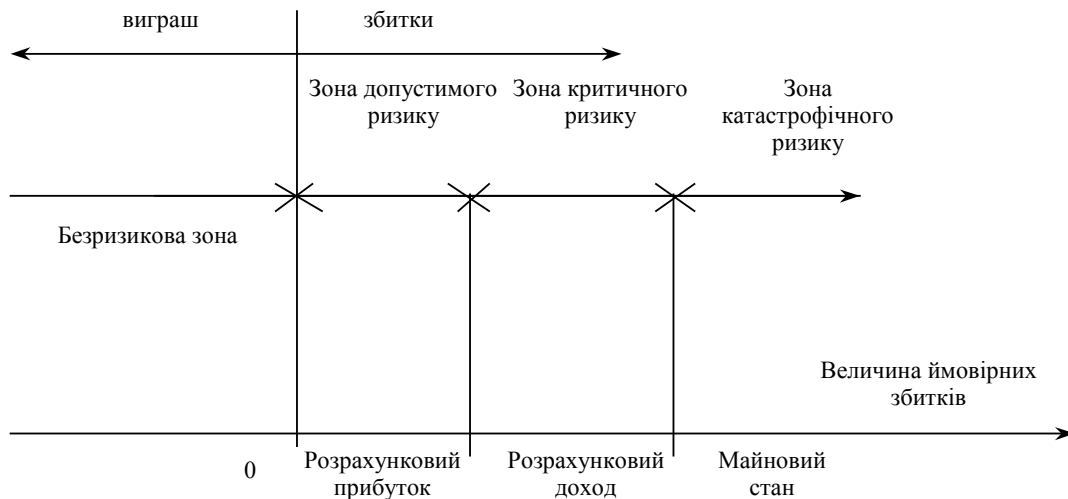 виграш
збитки
Зона допустимого
ризику
Зона критичного
ризику
Зона
катастрофічного
ризику
Безризикова зона
Величина ймовірних
збитків
0
Розрахунковий
прибуток
Розрахунковий
доход
Майновий
стан